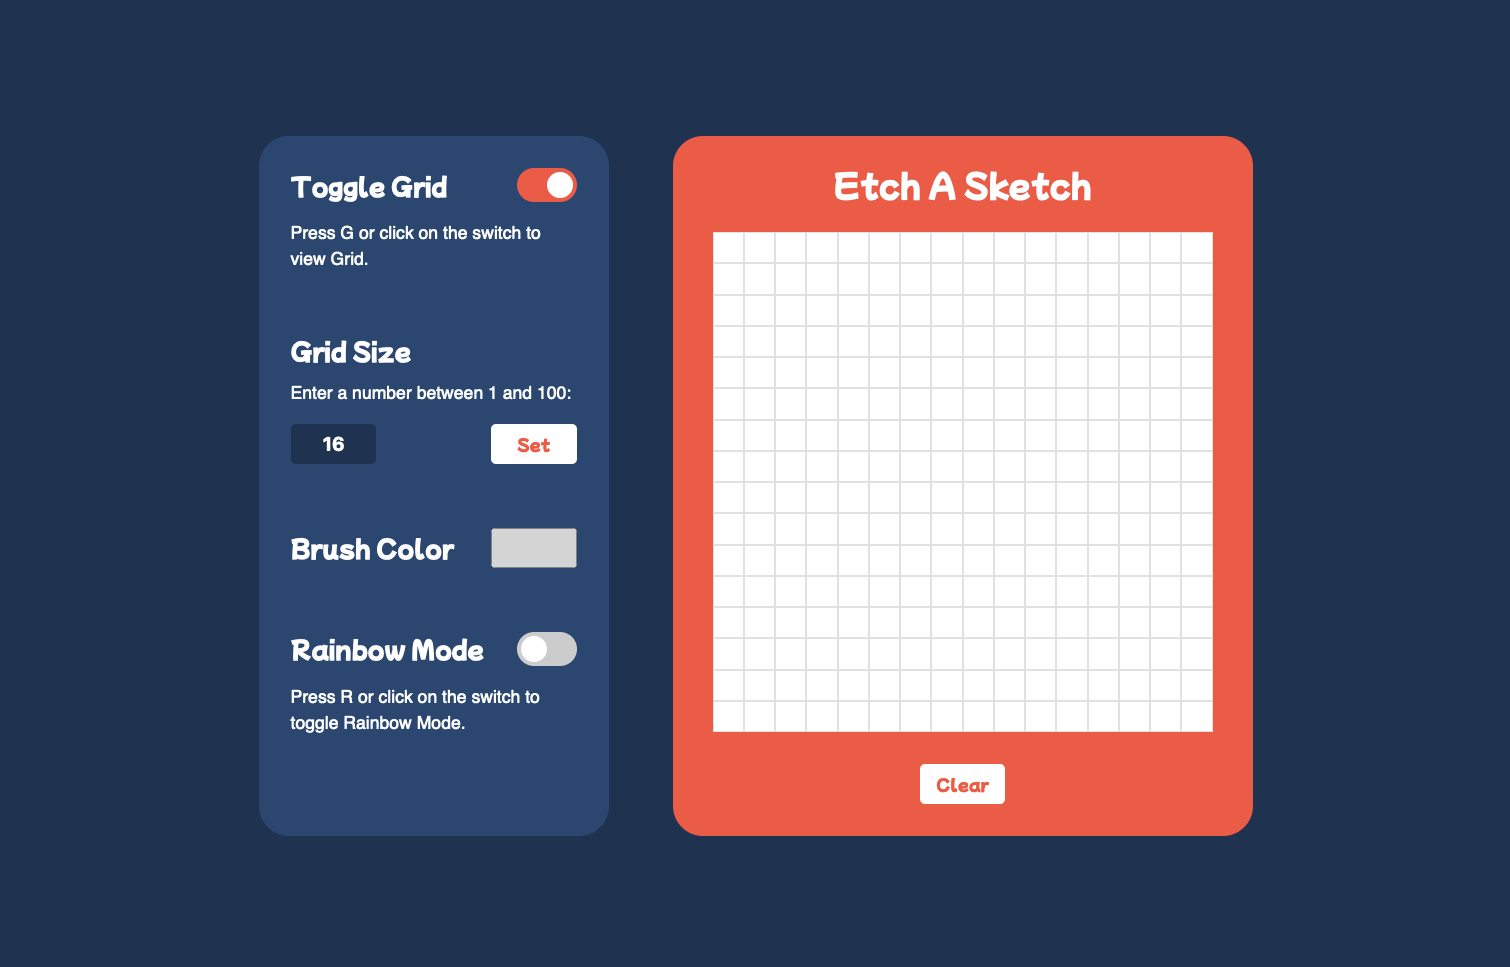 Toggle Grid
Press G or click on the switch to
view Grid.
Grid Size
Enter a number between 1 and 100:
16
Set
Brush Color
Rainbow Mode
Press R or click on the switch to
toggle Rainbow Mode.
Etch A Sketch
Clear